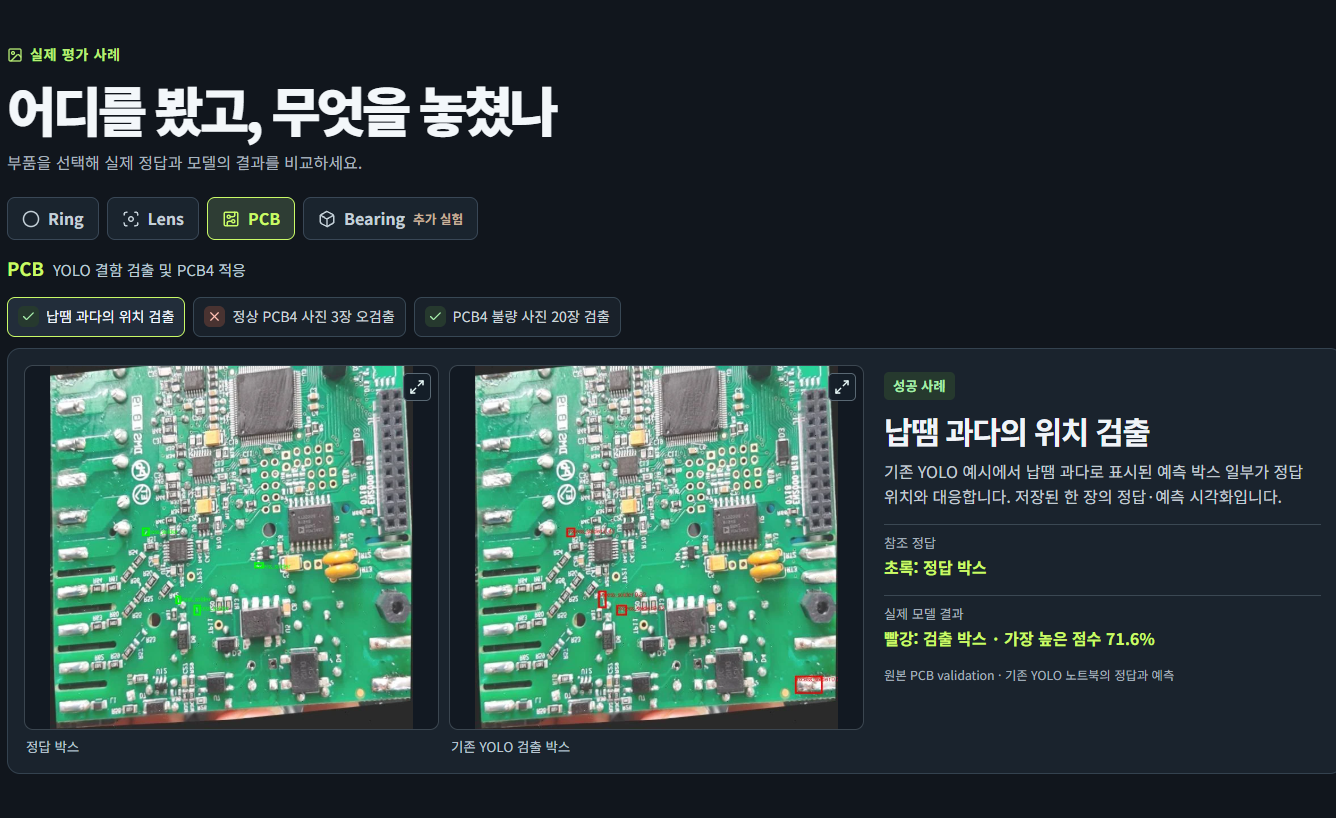 실제 평가 사례
어디를 봤고, 무엇을 놓쳤나
부품을 선택해 실제 정답과 모델의 결과를 비교하세요.
Ring
Lens
PCB
Bearing 추가 실험
PCB YOLO 결함 검출 및 PCB4 적응
납땜 과다의 위치 검출
정상 PCB4 사진 3장 오검출
PCB4 불량 사진 20장 검출
성공 사례
납땜 과다의 위치 검출
기존 YOLO 예시에서 납땜 과다로 표시된 예측 박스 일부가 정답
위치와 대응합니다. 저장된 한 장의 정답·예측 시각화입니다.
참조 정답
초록: 정답 박스
실제 모델 결과
빨강: 검출 박스 · 가장 높은 점수 71.6%
원본 PCB validation · 기존 YOLO 노트북의 정답과 예측
정답 박스
기존 YOLO 검출 박스